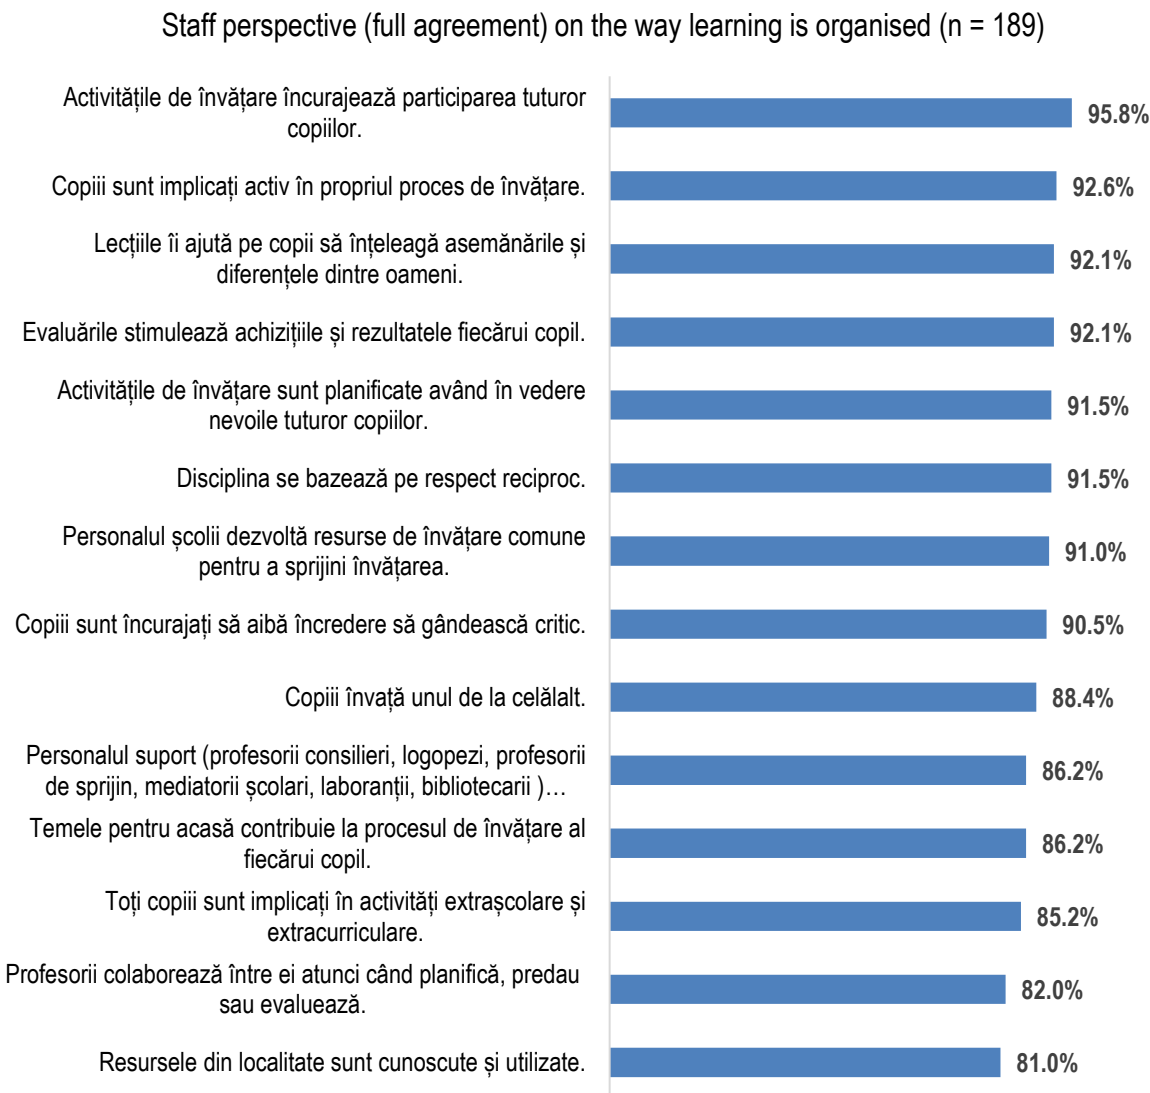 Staff perspective (full agreement) on the way learning is organised (n = 189)
Activitățile de învățare încurajează participarea tuturor
copiilor.
95.8%
Copiii sunt implicați activ în propriul proces de învățare.
92.6%
Lecțiile îi ajută pe copii să înțeleagă asemănările și
diferențele dintre oameni.
92.1%
Evaluările stimulează achizițiile și rezultatele fiecărui copil.
92.1%
Activitățile de învățare sunt planificate având în vedere
nevoile tuturor copiilor.
91.5%
Disciplina se bazează pe respect reciproc.
91.5%
Personalul școlii dezvoltă resurse de învățare comune
pentru a sprijini învățarea.
91.0%
Copiii sunt încurajați să aibă încredere să gândească critic.
90.5%
Copiii învață unul de la celălalt.
88.4%
Personalul suport (profesorii consilieri, logopezi, profesorii
de sprijin, mediatorii școlari, laboranții, bibliotecarii )…
86.2%
Temele pentru acasă contribuie la procesul de învățare al
fiecărui copil.
86.2%
Toți copiii sunt implicați în activități extrașcolare și
extracurriculare.
85.2%
Profesorii colaborează între ei atunci când planifică, predau
sau evaluează.
82.0%
Resursele din localitate sunt cunoscute și utilizate.
81.0%